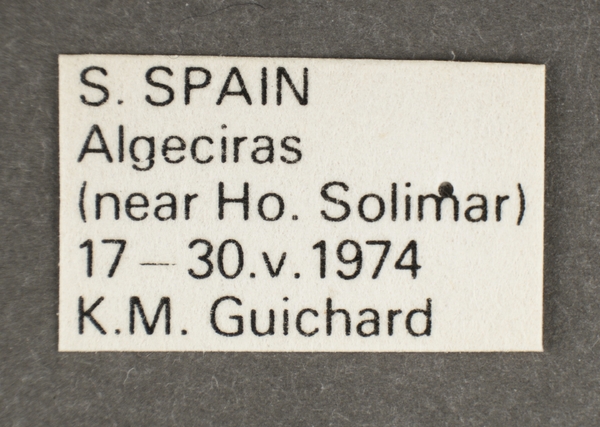 S. SPAIN
Algeciras
(near Ho. Solimar)
17 – 30.v.1974
K.M. Guichard